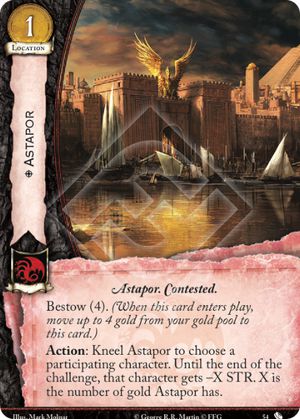 1
LOCATION
ASTAPOR
Astapor. Contested.
Bestow (4). (When this card enters play,
move up to 4 gold from your gold pool to
this card.)
Action: Kneel Astapor to choose a
participating character. Until the end of the
challenge, that character gets –X STR. X is
the number of gold Astapor has.
Illus. Mark Molnar
© George R.R. Martin © FFG
54